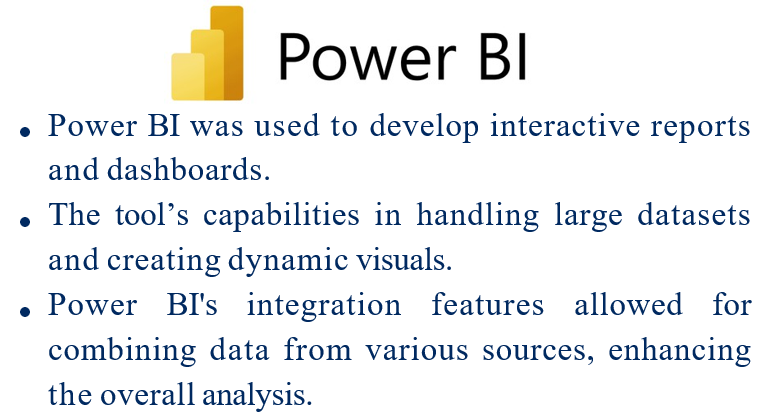 Power BI
• Power BI was used to develop interactive reports
and dashboards.
• The tool’s capabilities in handling large datasets
and creating dynamic visuals.
• Power BI's integration features allowed for
combining data from various sources, enhancing
the overall analysis.